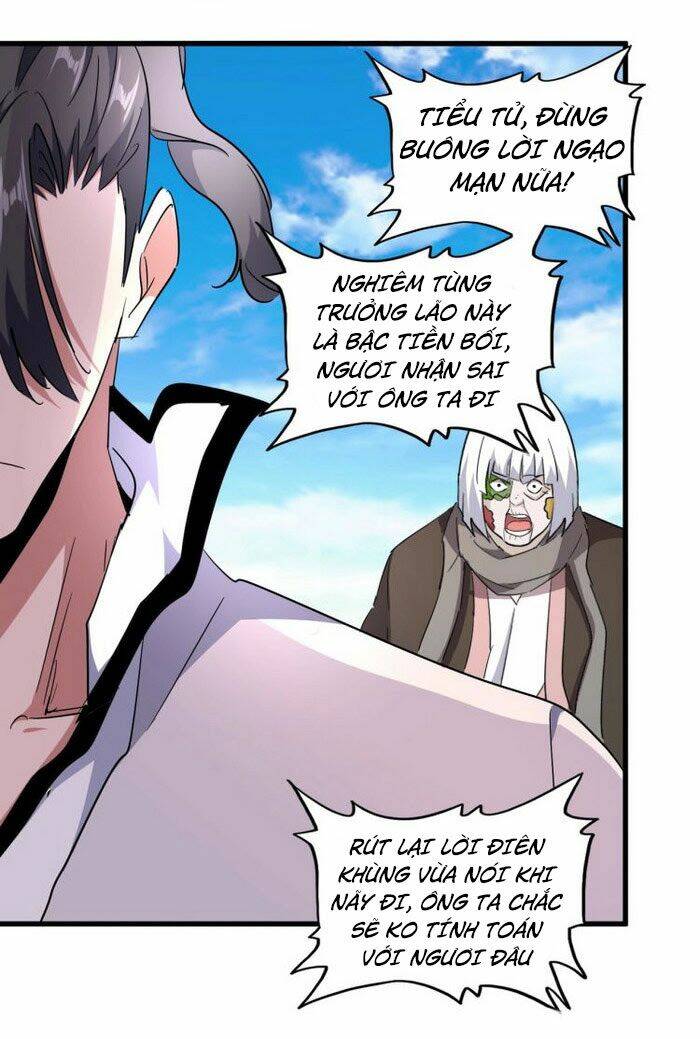 TIỂU TỬ, ĐỪNG
BUÔNG LỜI NGẠO
MẠN NỮA!
NGHIÊM TÙNG
TRƯỞNG LÃO NÀY
LÀ BẬC TIỀN BỐI,
NGƯƠI NHẬN SAI
VỚI ÔNG TA ĐI
RÚT LẠI LỜI ĐIÊN
KHÙNG VỪA NÓI KHI
NÃY ĐI, ÔNG TA CHẮC
SẼ KO TÍNH TOÁN
VỚI NGƯƠI ĐÂU